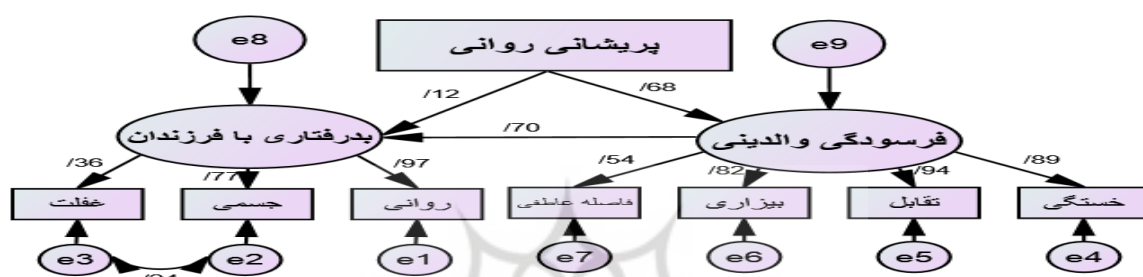 e8
پریشانی روانی
e9
/12
/68
بدرفتاری با فرزندان
/70
فرسودگی والدینی
/36
/77
/97
/54
/82
/94
/89
غفلت
جسمی
روانی
فاصله عاطفی
بیزاری
تقابل
خستگی
e3
e2
e1
e7
e6
e5
e4